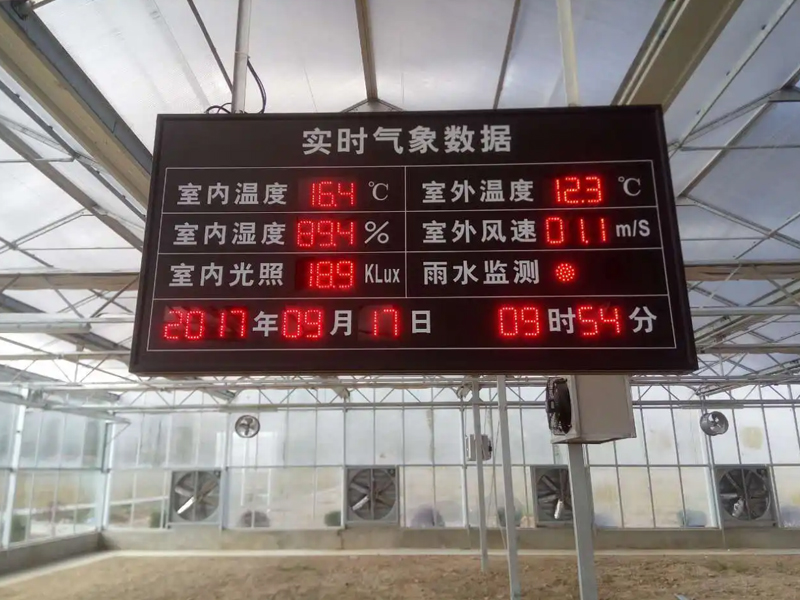 实时气象数据
室内温度 16.4 ℃ 室外温度 12.3 ℃
室内湿度 89.4 % 室外风速 01.1 m/S
室内光照 18.9 KLux 雨水监测
2017年09月17日 09时54分